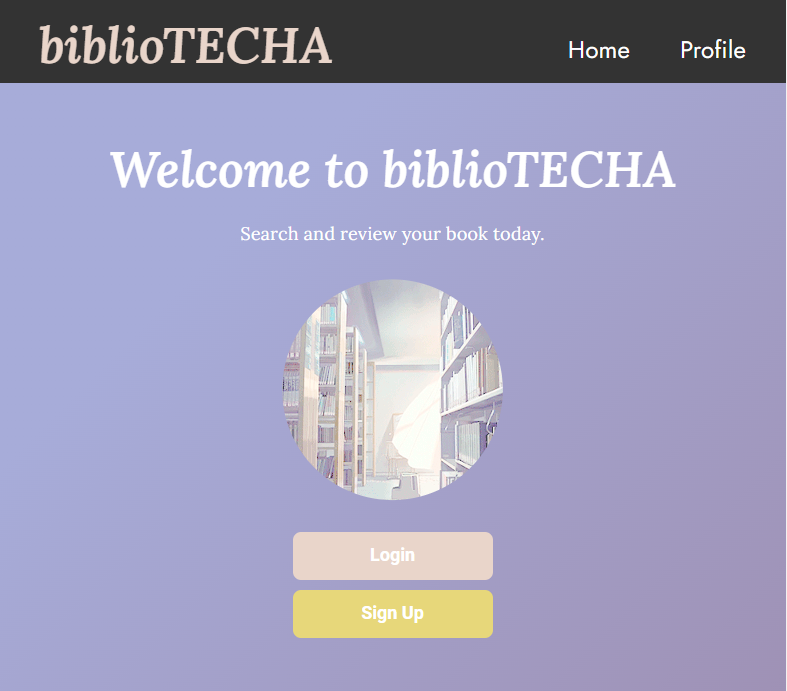 biblioTECHA
Home Profile
Welcome to biblioTECHA
Search and review your book today.
Login
Sign Up